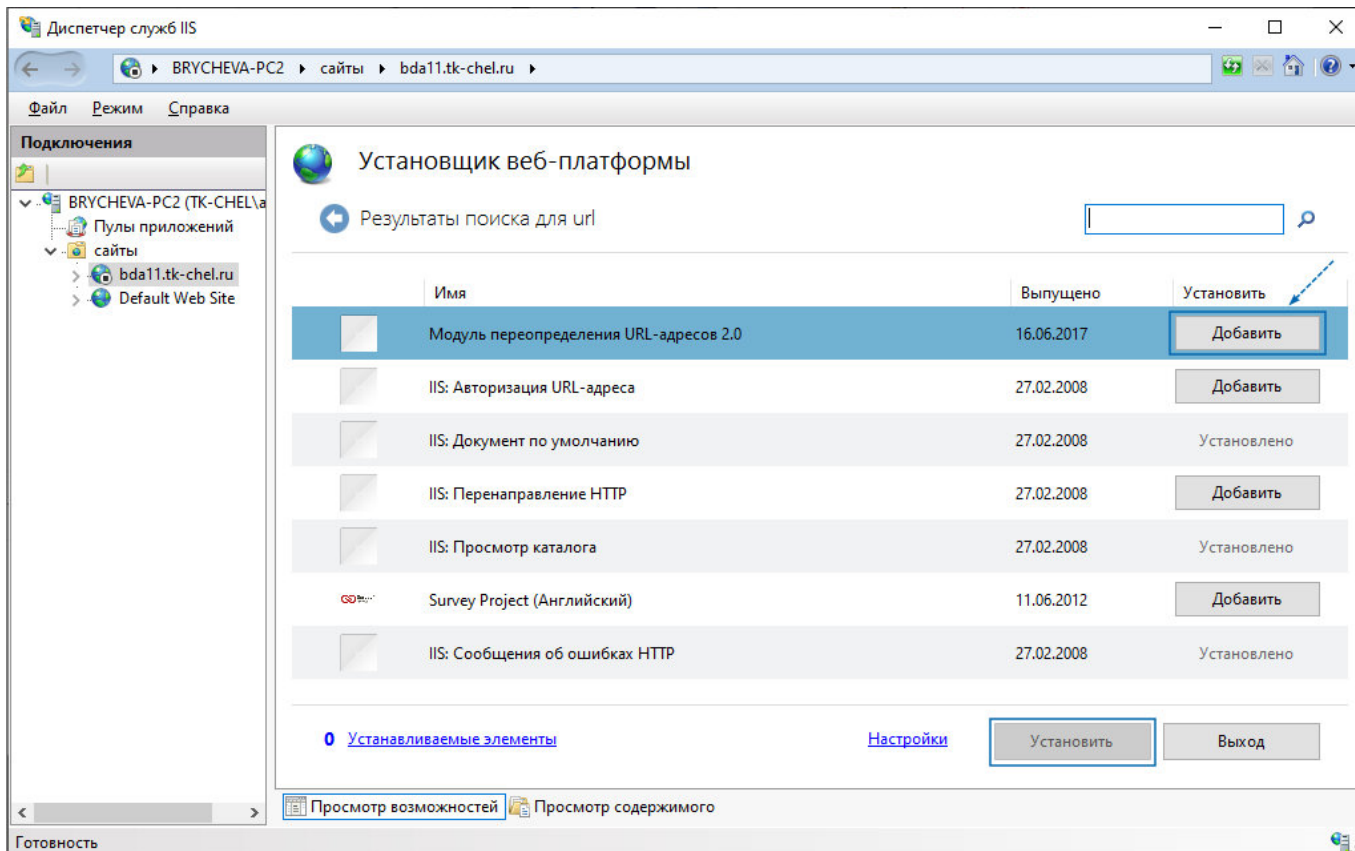 Диспетчер служб IIS
BRYCHEVA-PC2 сайты bda11.tk-chel.ru
Файл Режим Справка
Подключения
BRYCHEVA-PC2 (TK-CHEL\a
Пулы приложений
сайты
bda11.tk-chel.ru
Default Web Site
Установщик веб-платформы
Результаты поиска для url
Имя Выпущено Установить
Модуль переопределения URL-адресов 2.0 16.06.2017 Добавить
IIS: Авторизация URL-адреса 27.02.2008 Добавить
IIS: Документ по умолчанию 27.02.2008 Установлено
IIS: Перенаправление HTTP 27.02.2008 Добавить
IIS: Просмотр каталога 27.02.2008 Установлено
Survey Project (Английский) 11.06.2012 Добавить
IIS: Сообщения об ошибках HTTP 27.02.2008 Установлено
0 Устанавливаемые элементы Настройки Установить Выход
Просмотр возможностей Просмотр содержимого
Готовность